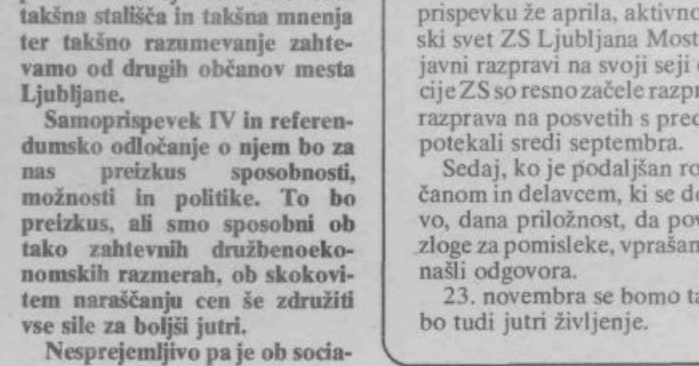 takšna stališča in takšna mnenja
ter takšno razumevanje zahte-
vamo od drugih občanov mesta
Ljubljane.
Samoprispevek IV in referen-
dumsko odločanje o njem bo za
nas preizkus sposobnosti,
možnosti in politike. To bo
preizkus, ali smo sposobni ob
tako zahtevnih družbenoeko-
nomskih razmerah, ob skokovi-
tem naraščanju cen še združiti
vse sile za boljši jutri.
Nesprejemljivo pa je ob socia-
prispevku že aprila, aktivno
ski svet ZS Ljubljana Most
javni razpravi na svoji seji
cije ZS so resno začele razpr
razprava na posvetih s pred
potekali sredi septembra.
Sedaj, ko je podaljšan ro
čanom in delavcem, ki se do
vo, dana priložnost, da pov
zloge za pomisleke, vprašan
našli odgovora.
23. novembra se bomo ta
bo tudi jutri življenje.